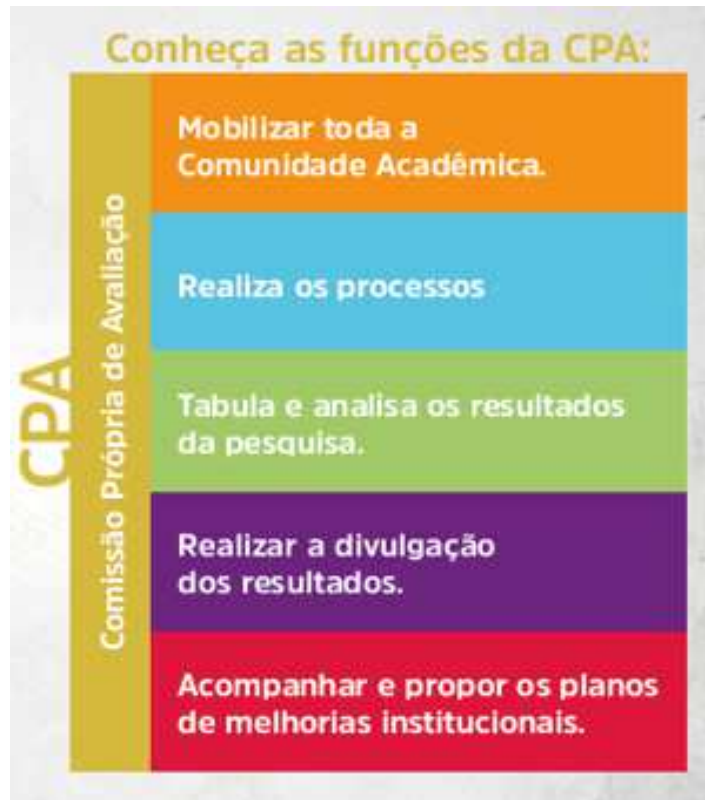 Conheça as funções da CPA:
CPA
Comissão Própria de Avaliação
Mobilizar toda a
Comunidade Acadêmica.
Realiza os processos
Tabula e analisa os resultados
da pesquisa.
Realizar a divulgação
dos resultados.
Acompanhar e propor os planos
de melhorias institucionais.